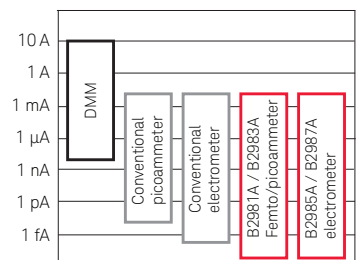 10 A
1 A
1 mA
1 µA
1 nA
1 pA
1 fA
DMM
Conventional
picoammeter
Conventional
electrometer
B2981A / B2983A
Femto/picoammeter
B2985A / B2987A
electrometer